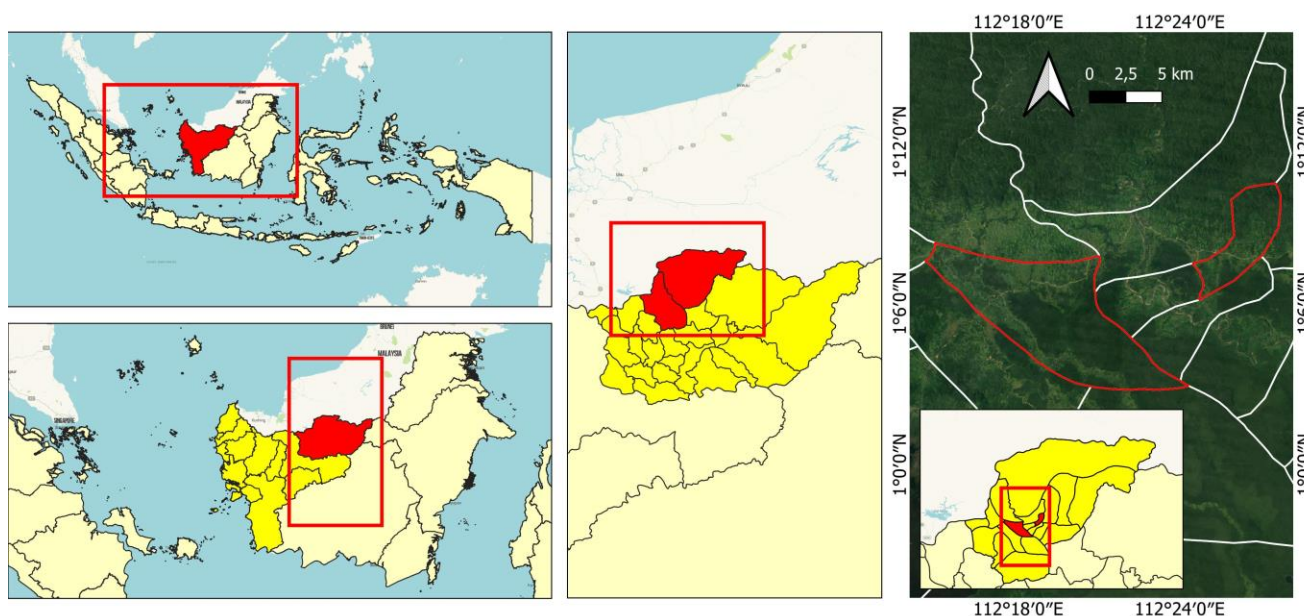 112°18′0″E 112°24′0″E
MALAYSIA
BRUNEI
MALAYSIA
SINGAPORE
Kuching
0 2,5 5 km
1°12′0″N
1°12′0″N
1°6′0″N
1°6′0″N
1°0′0″N
1°0′0″N
112°18′0″E 112°24′0″E